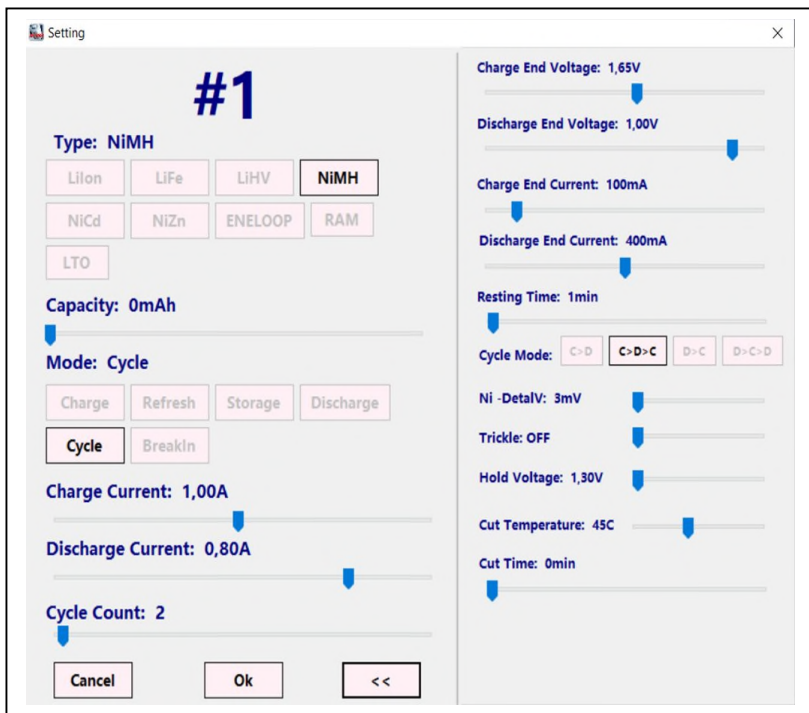 Setting
#1
Type: NiMH
LiIon LiFe LiHV NiMH
NiCd NiZn ENELOOP RAM
LTO
Capacity: 0mAh
Mode: Cycle
Charge Refresh Storage Discharge
Cycle BreakIn
Charge Current: 1,00A
Discharge Current: 0,80A
Cycle Count: 2
Cancel Ok <<
Charge End Voltage: 1,65V
Discharge End Voltage: 1,00V
Charge End Current: 100mA
Discharge End Current: 400mA
Resting Time: 1min
Cycle Mode: C>D C>D>C D>C D>C>D
Ni -DetalV: 3mV
Trickle: OFF
Hold Voltage: 1,30V
Cut Temperature: 45C
Cut Time: 0min